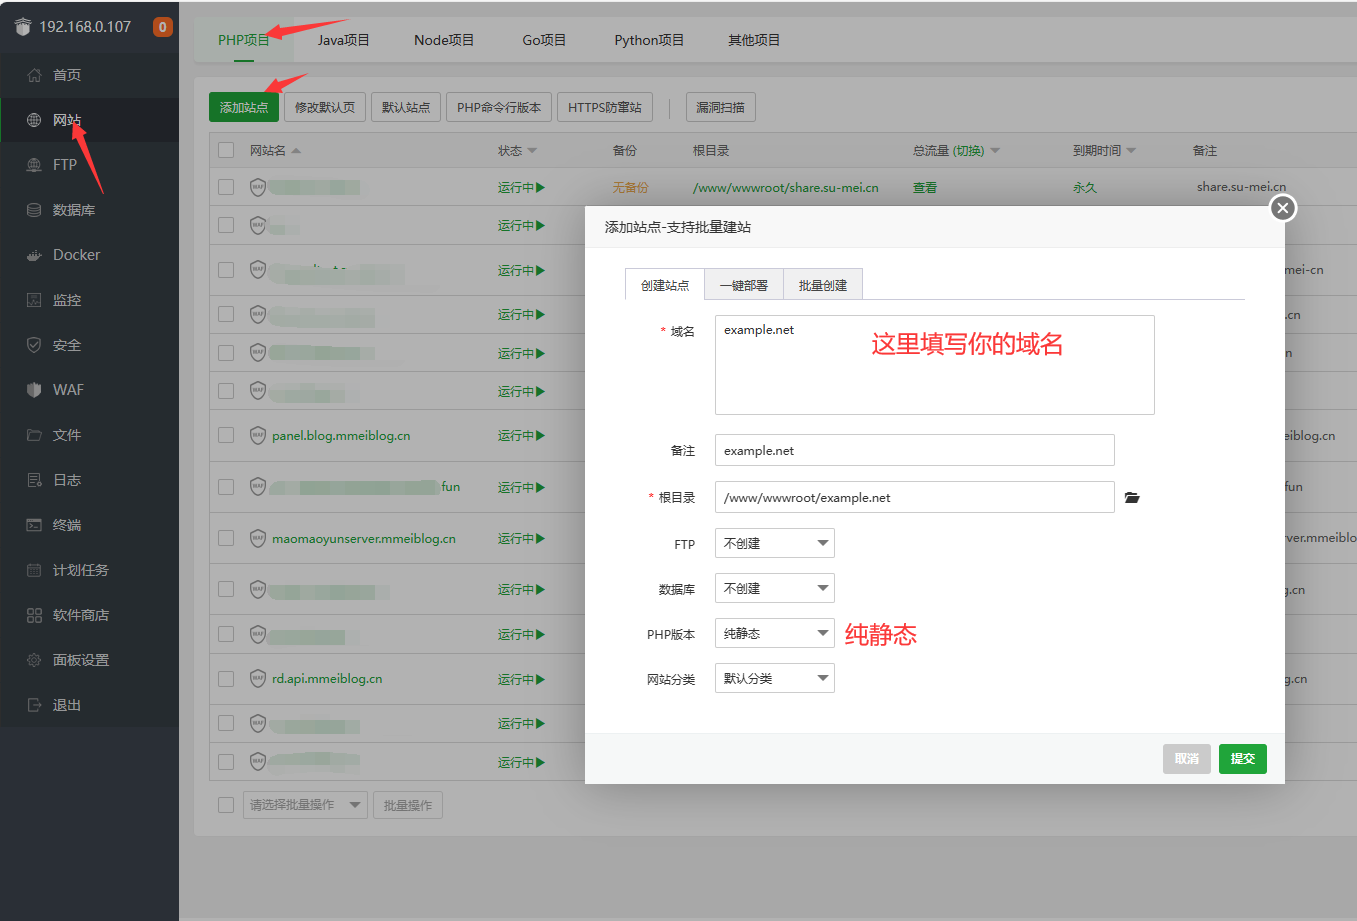 192.168.0.107
0
首页
网站
FTP
数据库
Docker
监控
安全
WAF
文件
日志
终端
计划任务
软件商店
面板设置
退出
PHP项目 Java项目 Node项目 Go项目 Python项目 其他项目
添加站点 修改默认页 默认站点 PHP命令行版本 HTTPS防窜站 漏洞扫描
网站名 状态 备份 根目录 总流量 (切换) 到期时间 备注
WAF 运行中 无备份 /www/wwwroot/share.su-mei.cn 查看 永久 share.su-mei.cn
WAF 运行中
WAF 运行中 mei-cn
WAF 运行中 .cn
WAF 运行中
WAF 运行中
WAF panel.blog.mmeiblog.cn 运行中 eiblog.cn
WAF fun 运行中 fun
WAF maomaoyunserver.mmeiblog.cn 运行中 ver.mmeiblo
WAF 运行中 .cn
WAF 运行中
WAF rd.api.mmeiblog.cn 运行中 g.cn
WAF 运行中
WAF 运行中
请选择批量操作 批量操作
添加站点-支持批量建站
创建站点 一键部署 批量创建
* 域名 example.net
这里填写你的域名
备注 example.net
* 根目录 /www/wwwroot/example.net
FTP 不创建
数据库 不创建
PHP版本 纯静态 纯静态
网站分类 默认分类
取消 提交